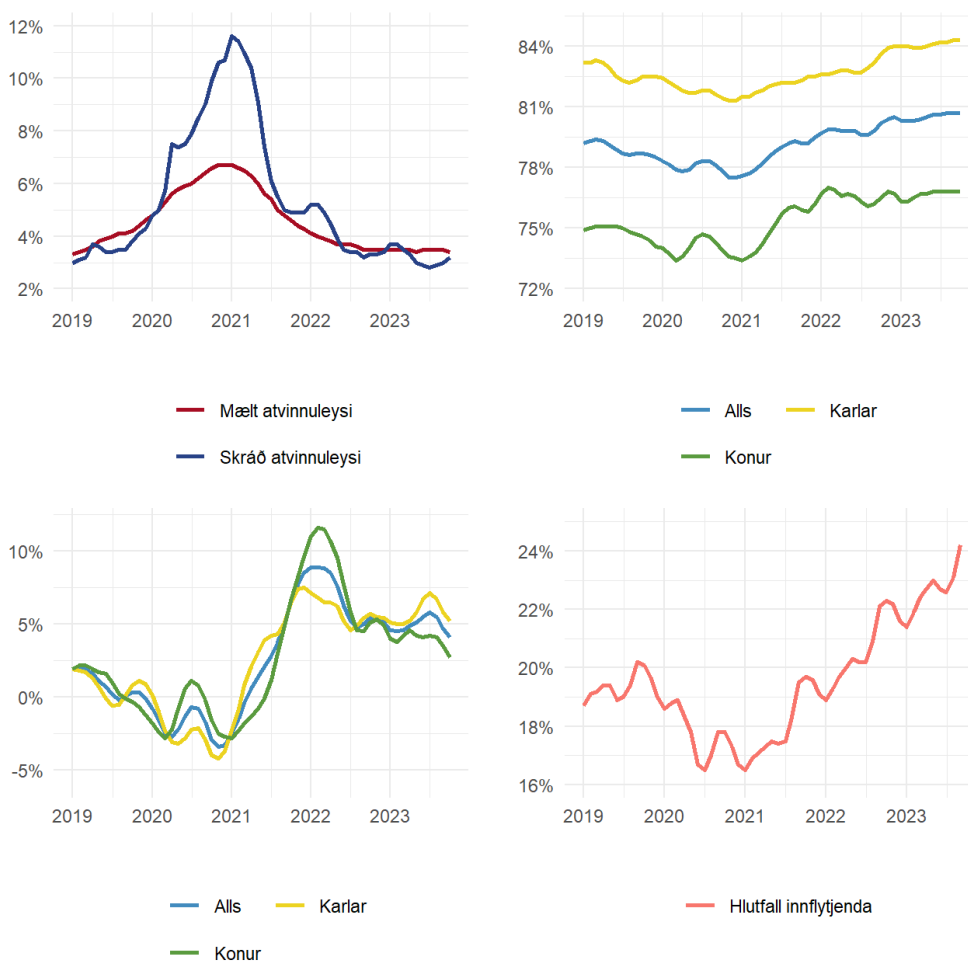 12%
10%
8%
6%
4%
2%
2019 2020 2021 2022 2023
Mælt atvinnuleysi
Skráð atvinnuleysi
84%
81%
78%
75%
72%
2019 2020 2021 2022 2023
Alls Karlar
Konur
10%
5%
0%
-5%
2019 2020 2021 2022 2023
Alls Karlar
Konur
24%
22%
20%
18%
16%
2019 2020 2021 2022 2023
Hlutfall innflytjenda